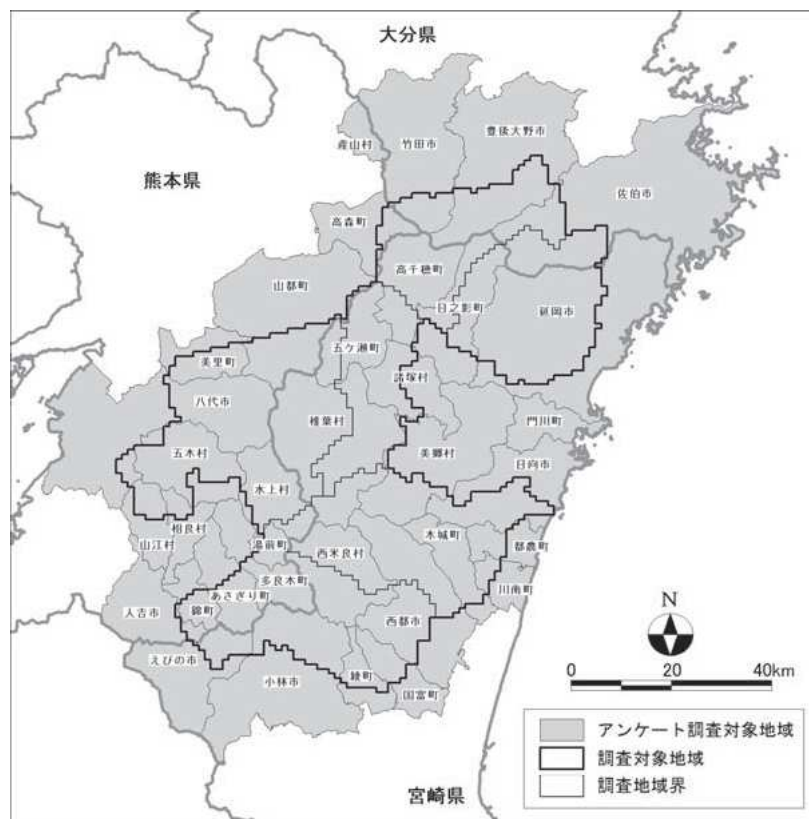 大分県
豊後大野市
竹田市
産山村
熊本県
佐伯市
高森町
高千穂町
山都町
日之影町
延岡市
五ケ瀬町
美里町
諸塚村
八代市
椎葉村
門川町
美郷村
五木村
日向市
水上村
相良村
木城町
山江村
湯前町
西米良村
都農町
多良木町
川南町
あさぎり町
人吉市
錦町
西都市
えびの市
綾町
小林市
国富町
N
0 20 40km
アンケート調査対象地域
調査対象地域
調査地域界
宮崎県